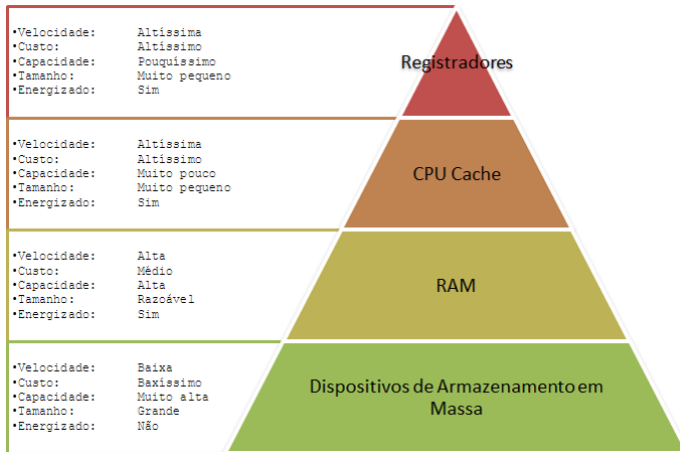 •Velocidade: Altíssima
•Custo: Altíssimo
•Capacidade: Pouquíssimo
•Tamanho: Muito pequeno
•Energizado: Sim
Registradores
•Velocidade: Altíssima
•Custo: Altíssimo
•Capacidade: Muito pouco
•Tamanho: Muito pequeno
•Energizado: Sim
CPU Cache
•Velocidade: Alta
•Custo: Médio
•Capacidade: Alta
•Tamanho: Razoável
•Energizado: Sim
RAM
•Velocidade: Baixa
•Custo: Baxíssimo
•Capacidade: Muito alta
•Tamanho: Grande
•Energizado: Não
Dispositivos de Armazenamento em
Massa